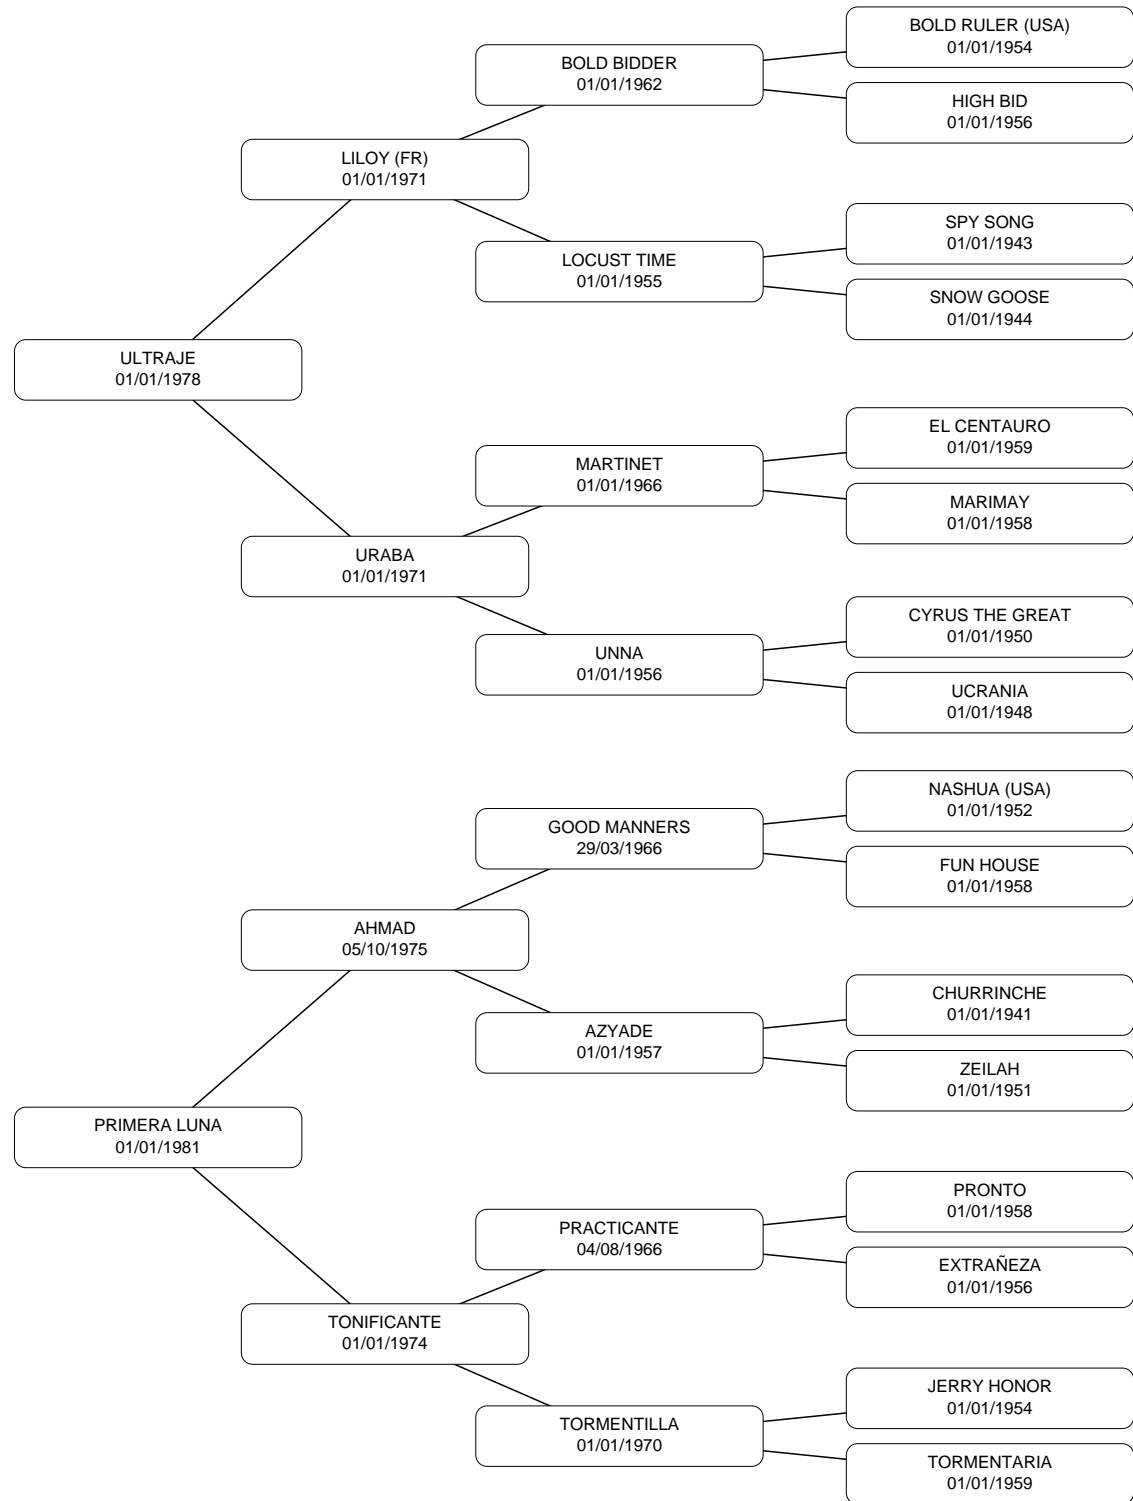 BOLD RULER (USA)
01/01/1954
BOLD BIDDER
01/01/1962
HIGH BID
01/01/1956
LILOY (FR)
01/01/1971
SPY SONG
01/01/1943
LOCUST TIME
01/01/1955
SNOW GOOSE
01/01/1944
ULTRAJE
01/01/1978
EL CENTAURO
01/01/1959
MARTINET
01/01/1966
MARIMAY
01/01/1958
URABA
01/01/1971
CYRUS THE GREAT
01/01/1950
UNNA
01/01/1956
UCRANIA
01/01/1948
NASHUA (USA)
01/01/1952
GOOD MANNERS
29/03/1966
FUN HOUSE
01/01/1958
AHMAD
05/10/1975
CHURRINCHE
01/01/1941
AZYADE
01/01/1957
ZEILAH
01/01/1951
PRIMERA LUNA
01/01/1981
PRONTO
01/01/1958
PRACTICANTE
04/08/1966
EXTRAÑEZA
01/01/1956
TONIFICANTE
01/01/1974
JERRY HONOR
01/01/1954
TORMENTILLA
01/01/1970
TORMENTARIA
01/01/1959